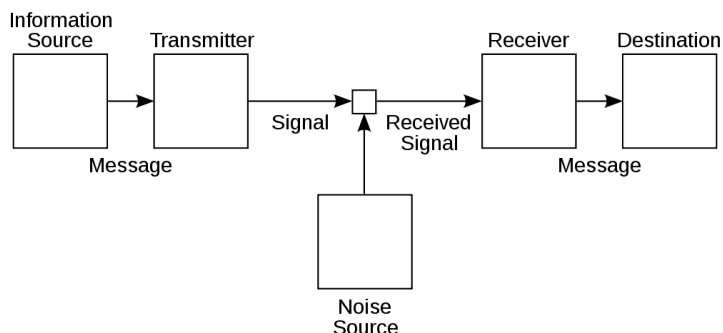 Information
Source
Transmitter
Receiver
Destination
Signal
Received
Signal
Message
Message
Noise
Source